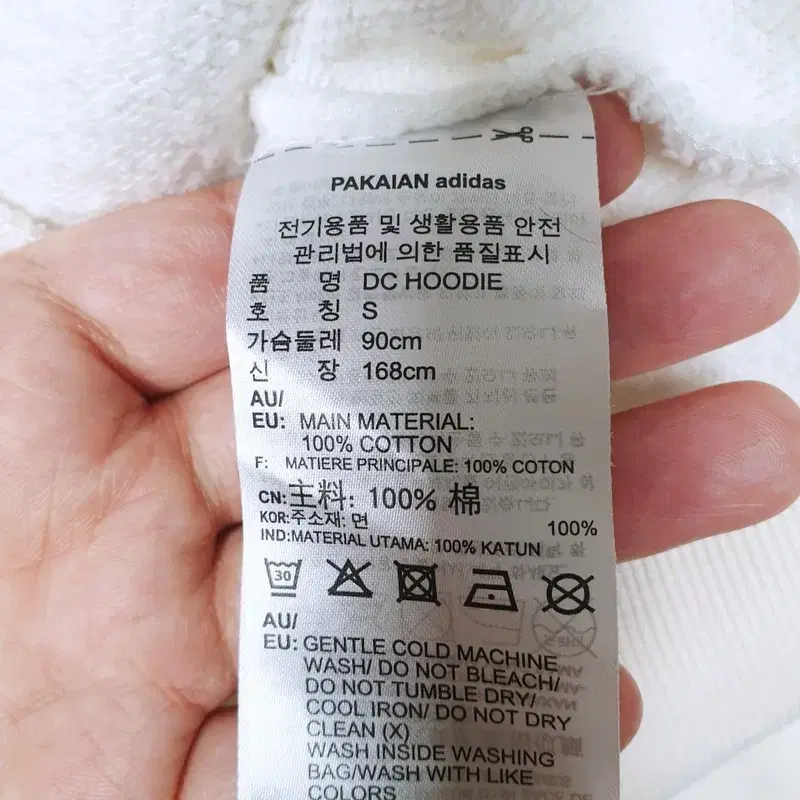 PAKAIAN adidas
전기용품 및 생활용품 안전
관리법에 의한 품질표시
품 명 DC HOODIE
호 칭 S
가슴둘레 90cm
신 장 168cm
AU/
EU: MAIN MATERIAL:
100% COTTON
F: MATIERE PRINCIPALE: 100% COTON
CN: 主料: 100% 棉
KOR:주소재: 면 100%
IND:MATERIAL UTAMA: 100% KATUN
30
AU/
EU: GENTLE COLD MACHINE
WASH/ DO NOT BLEACH/
DO NOT TUMBLE DRY/
COOL IRON/ DO NOT DRY
CLEAN (X)
WASH INSIDE WASHING
BAG/WASH WITH LIKE
COLORS